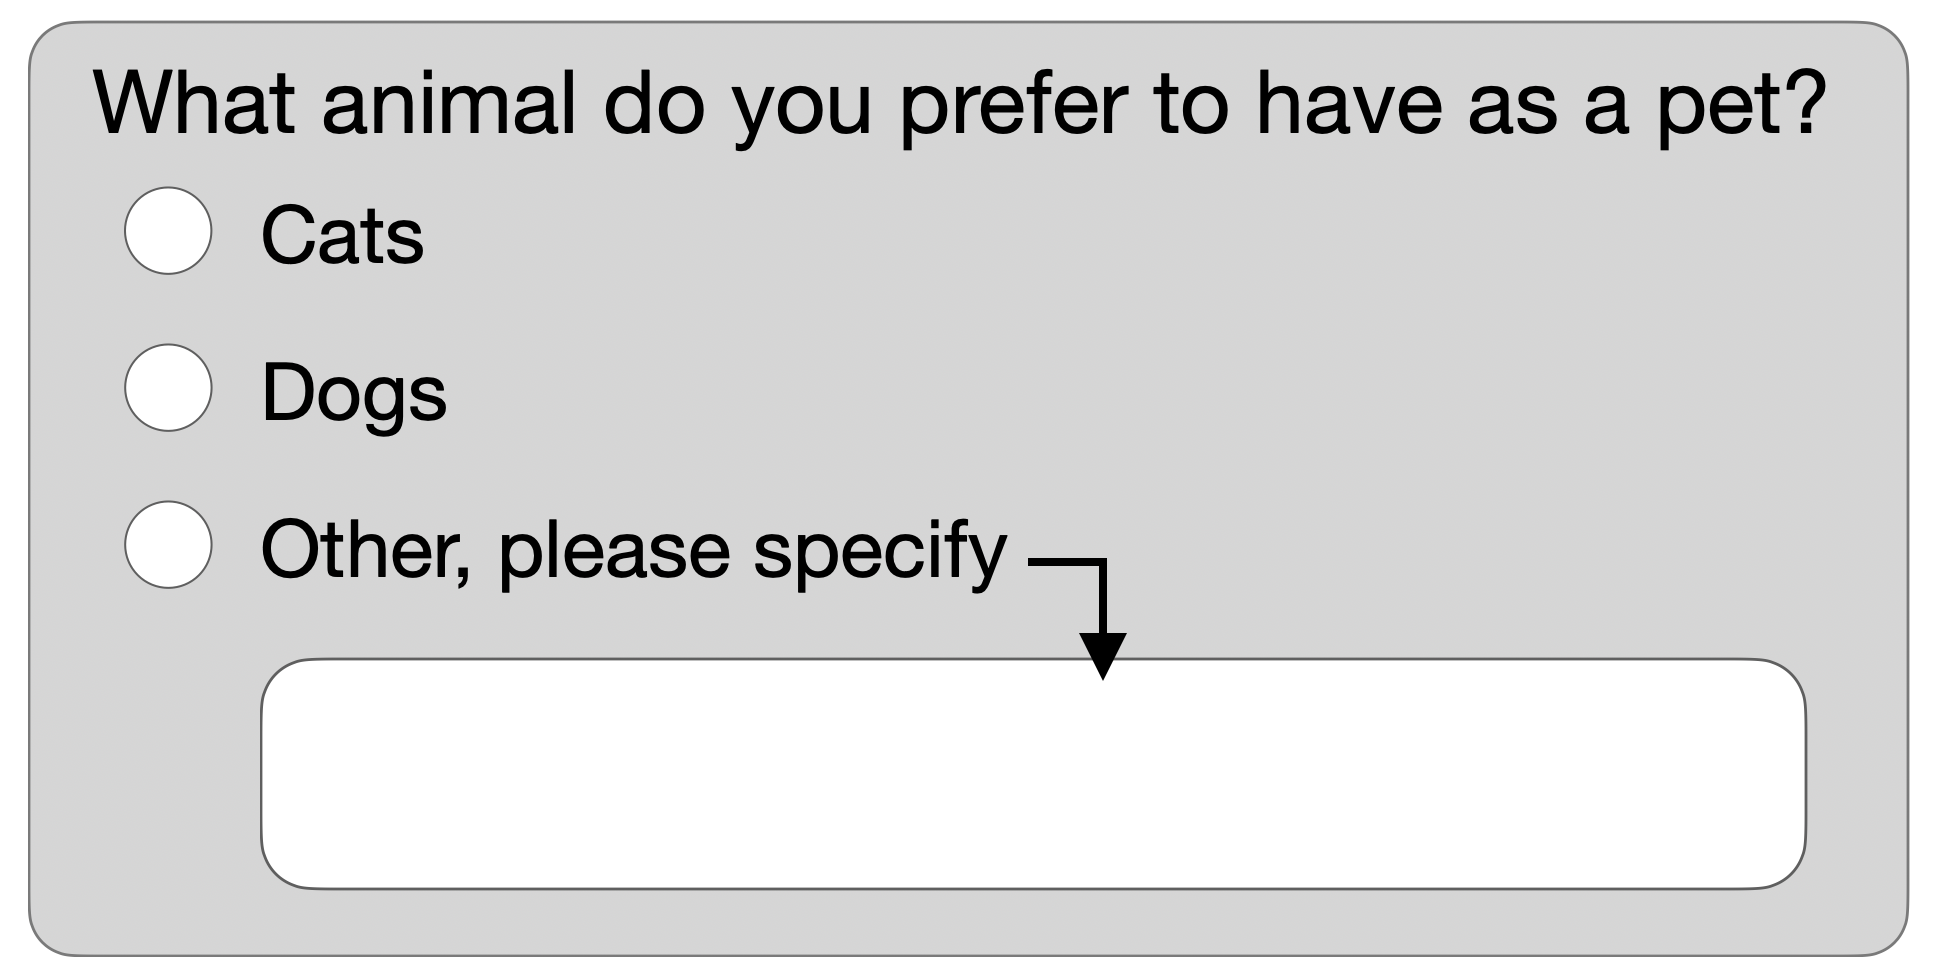 What animal do you prefer to have as a pet?
Cats
Dogs
Other, please specify